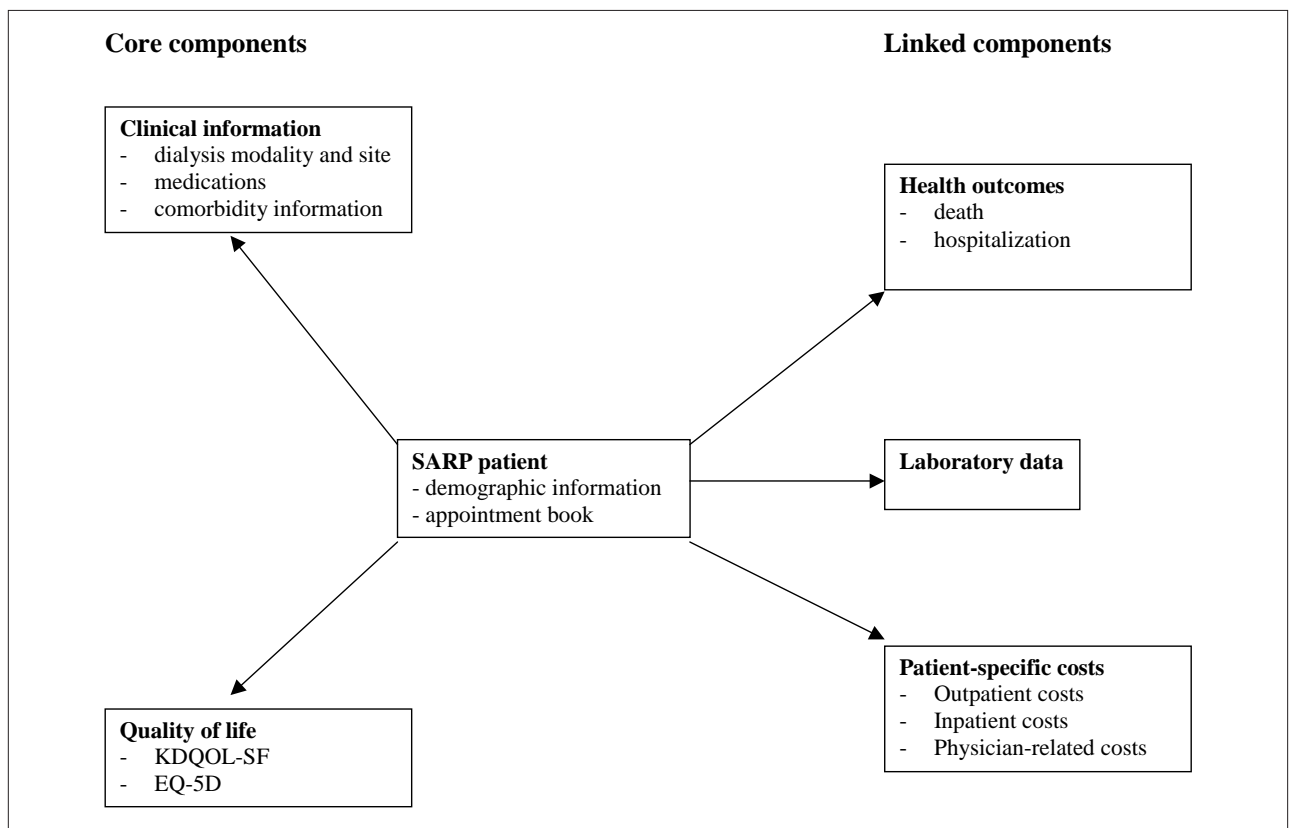 Core components
Linked components
Clinical information
- dialysis modality and site
- medications
- comorbidity information
Health outcomes
- death
- hospitalization
SARP patient
- demographic information
- appointment book
Laboratory data
Quality of life
- KDQOL-SF
- EQ-5D
Patient-specific costs
- Outpatient costs
- Inpatient costs
- Physician-related costs